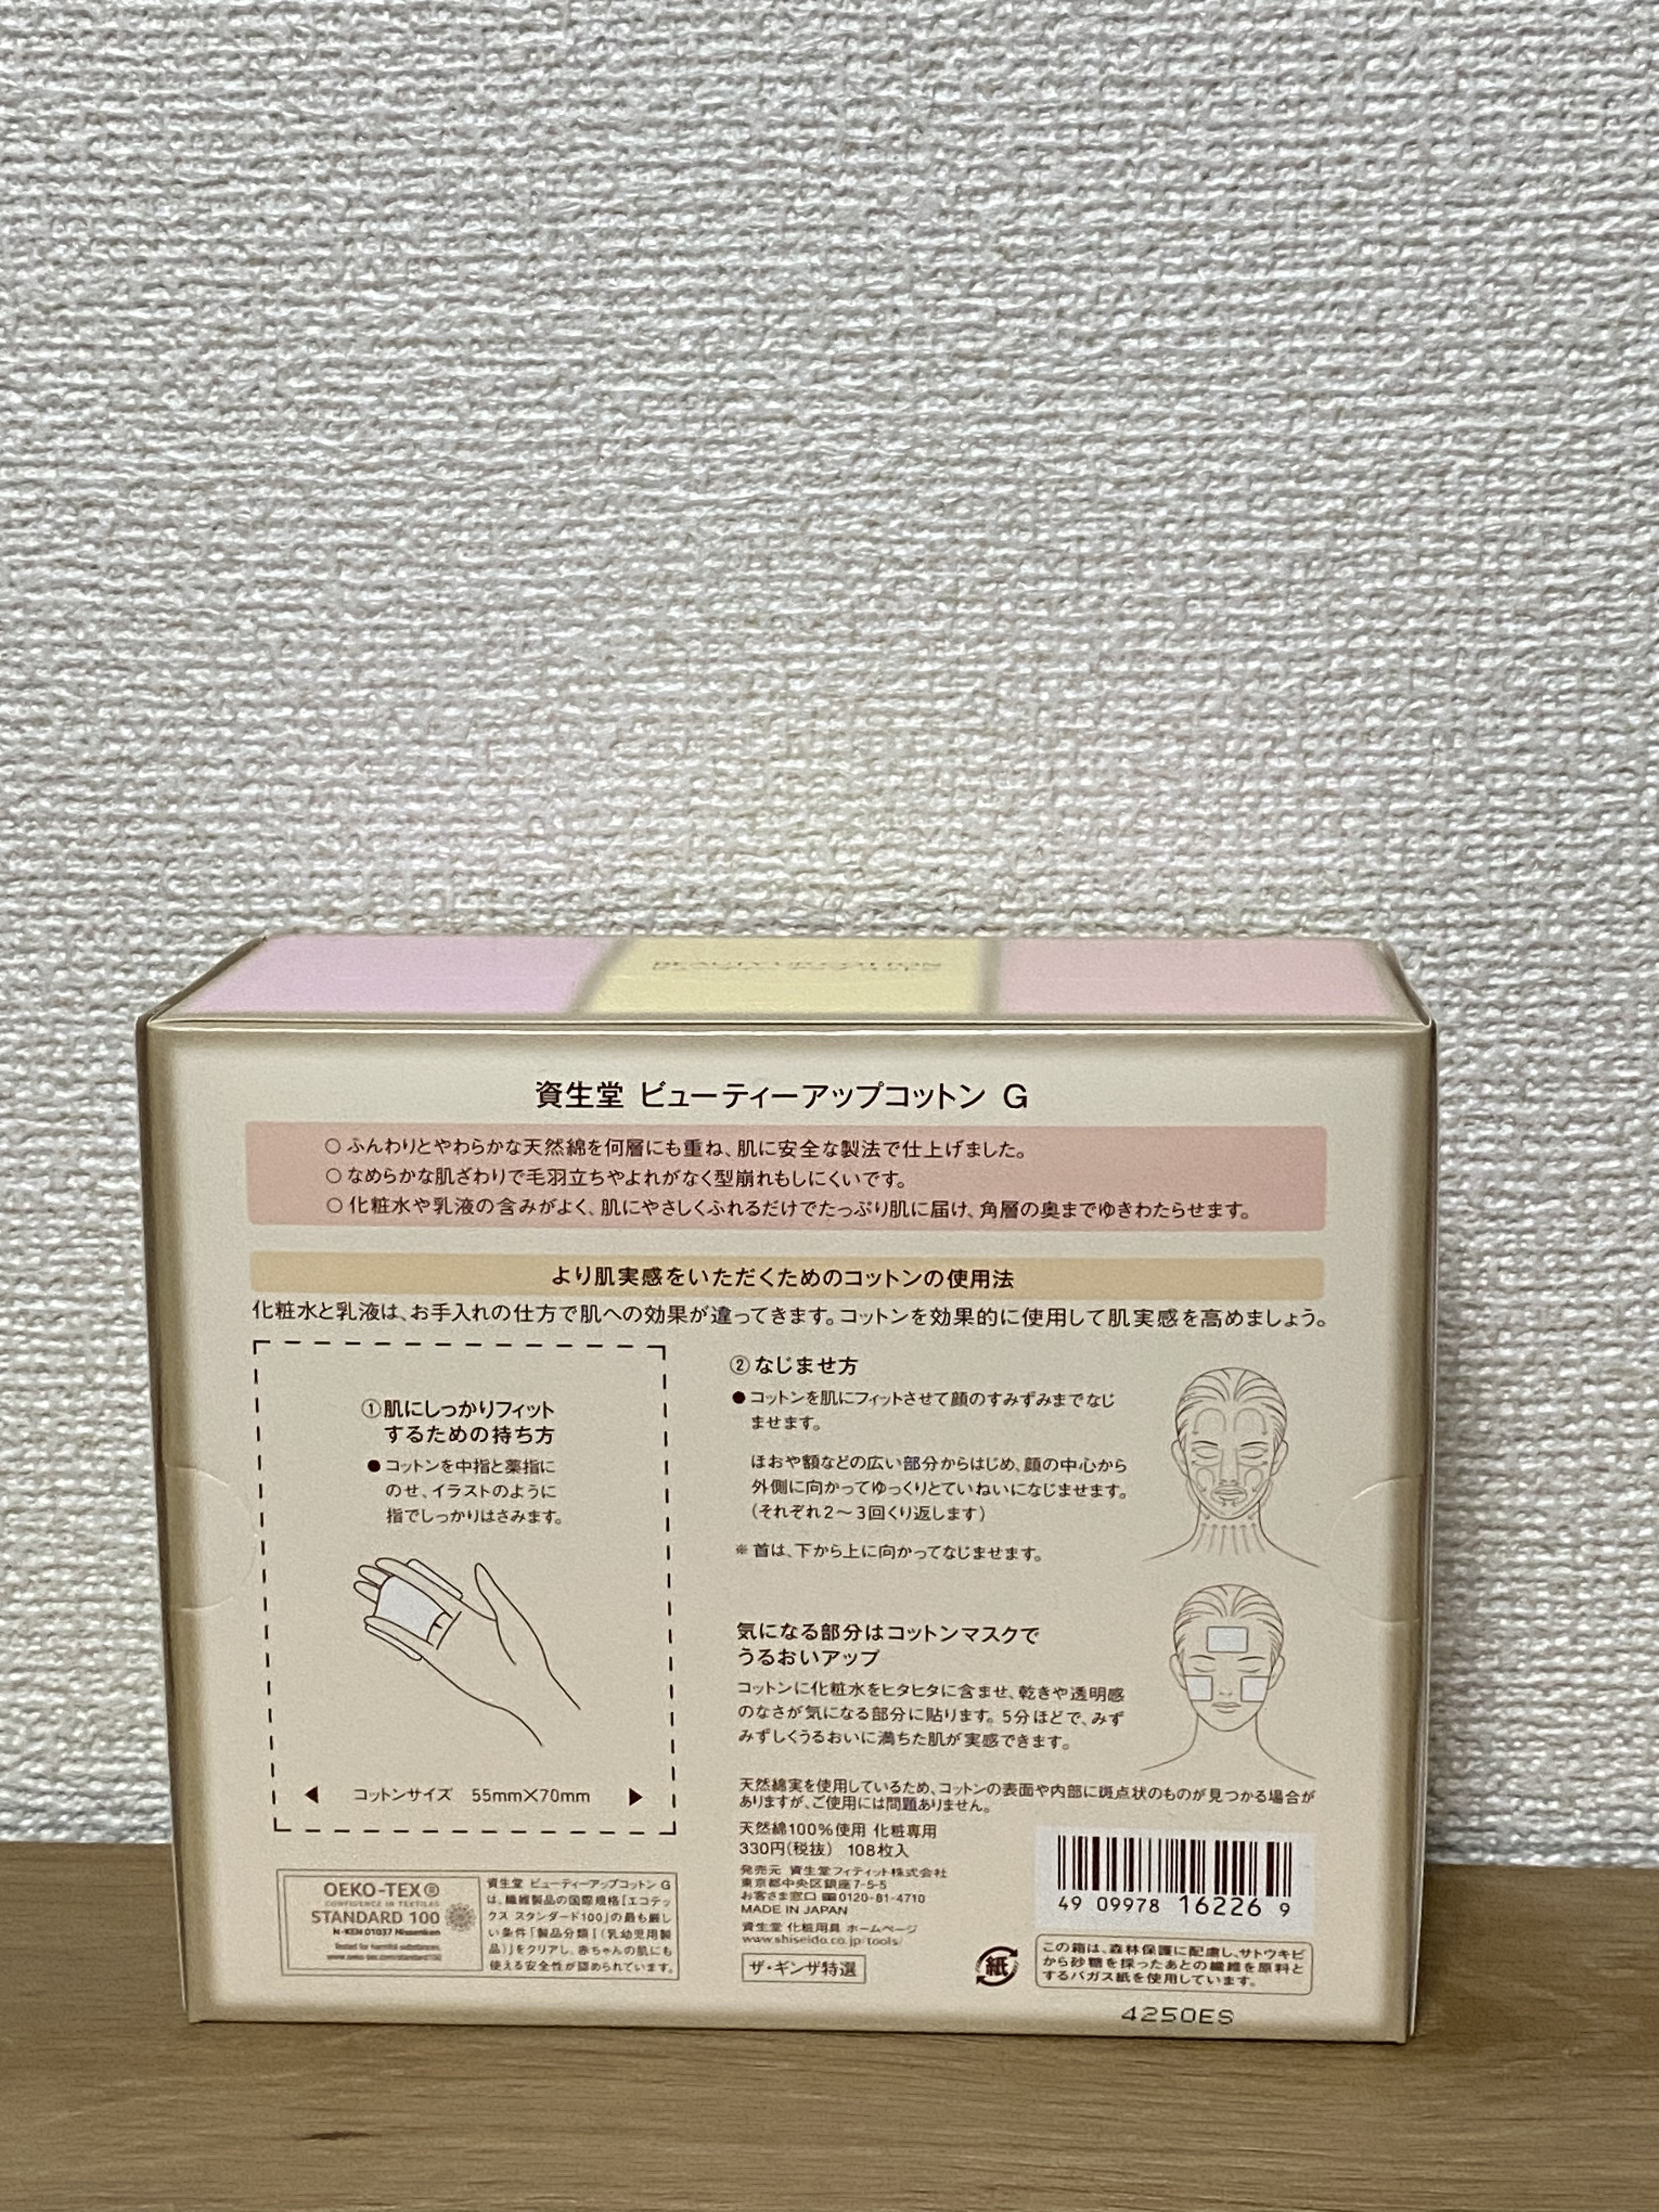 BEAUTY UP COTTON
資生堂 ビューティーアップコットン G
○ ふんわりとやわらかな天然綿を何層にも重ね、肌に安全な製法で仕上げました。
○ なめらかな肌ざわりで毛羽立ちやよれがなく型崩れもしにくいです。
○ 化粧水や乳液の含みがよく、肌にやさしくふれるだけでたっぷり肌に届け、角層の奥までゆきわたらせます。
より肌実感をいただくためのコットンの使用法
化粧水と乳液は、お手入れの仕方で肌への効果が違ってきます。コットンを効果的に使用して肌実感を高めましょう。
①肌にしっかりフィット
するための持ち方
●コットンを中指と薬指に
のせ、イラストのように
指でしっかりはさみます。
◀ コットンサイズ 55mm×70mm ▶
② なじませ方
●コットンを肌にフィットさせて顔のすみずみまでなじ
ませます。
ほおや額などの広い部分からはじめ、顔の中心から
外側に向かってゆっくりとていねいになじませます。
(それぞれ2〜3回くり返します)
※ 首は、下から上に向かってなじませます。
気になる部分はコットンマスクで
うるおいアップ
コットンに化粧水をヒタヒタに含ませ、乾きや透明感
のなさが気になる部分に貼ります。5分ほどで、みず
みずしくうるおいに満ちた肌が実感できます。
天然綿実を使用しているため、コットンの表面や内部に斑点状のものが見つかる場合が
ありますが、ご使用には問題ありません。
天然綿100%使用 化粧専用
330円(税抜) 108枚入
発売元 資生堂フィティット株式会社
東京都中央区銀座7-5-5
お客さま窓口 0120-81-4710
MADE IN JAPAN
資生堂 化粧用具 ホームページ
www.shiseido.co.jp/tools/
ザ・ギンザ特選
49 09978 16226 9
紙
この箱は、森林保護に配慮し、サトウキビ
から砂糖を採ったあとの繊維を原料と
するバガス紙を使用しています。
4250ES
OEKO-TEX®
CONFIDENCE IN TEXTILES
STANDARD 100
N-KEN 01037 Nissenken
Tested for harmful substances.
www.oeko-tex.com/standard100
資生堂 ビューティーアップコットン G
は、繊維製品の国際規格「エコテッ
クス スタンダード100」の最も厳し
い条件「製品分類Ⅰ(乳幼児用製
品)」をクリアし、赤ちゃんの肌にも
使える安全性が認められています。